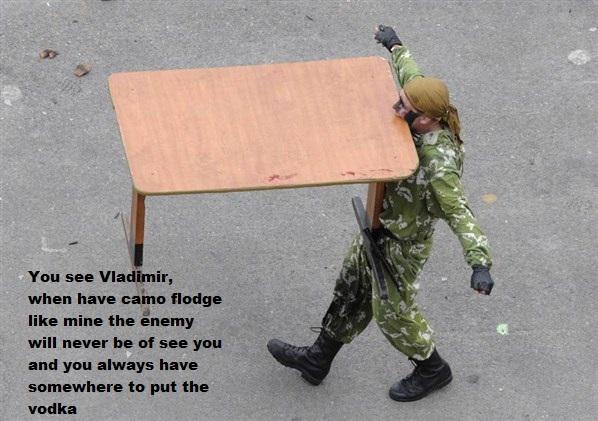 You see Vladimir,
when have camo flodge
like mine the enemy
will never be of see you
and you always have
somewhere to put the
vodka